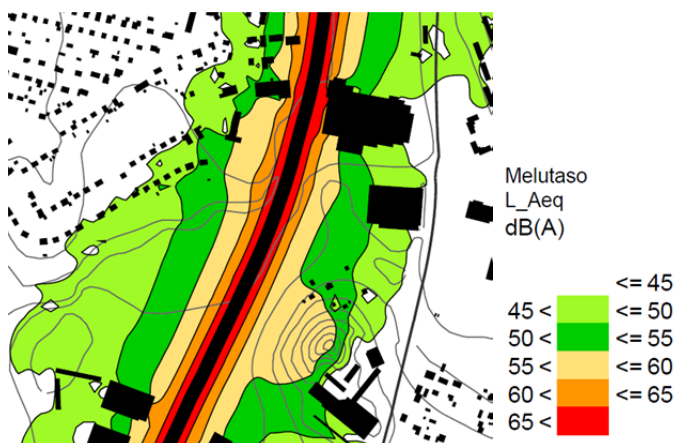 Melutaso
L_Aeq
dB(A)
<= 45
45 < <= 50
50 < <= 55
55 < <= 60
60 < <= 65
65 <